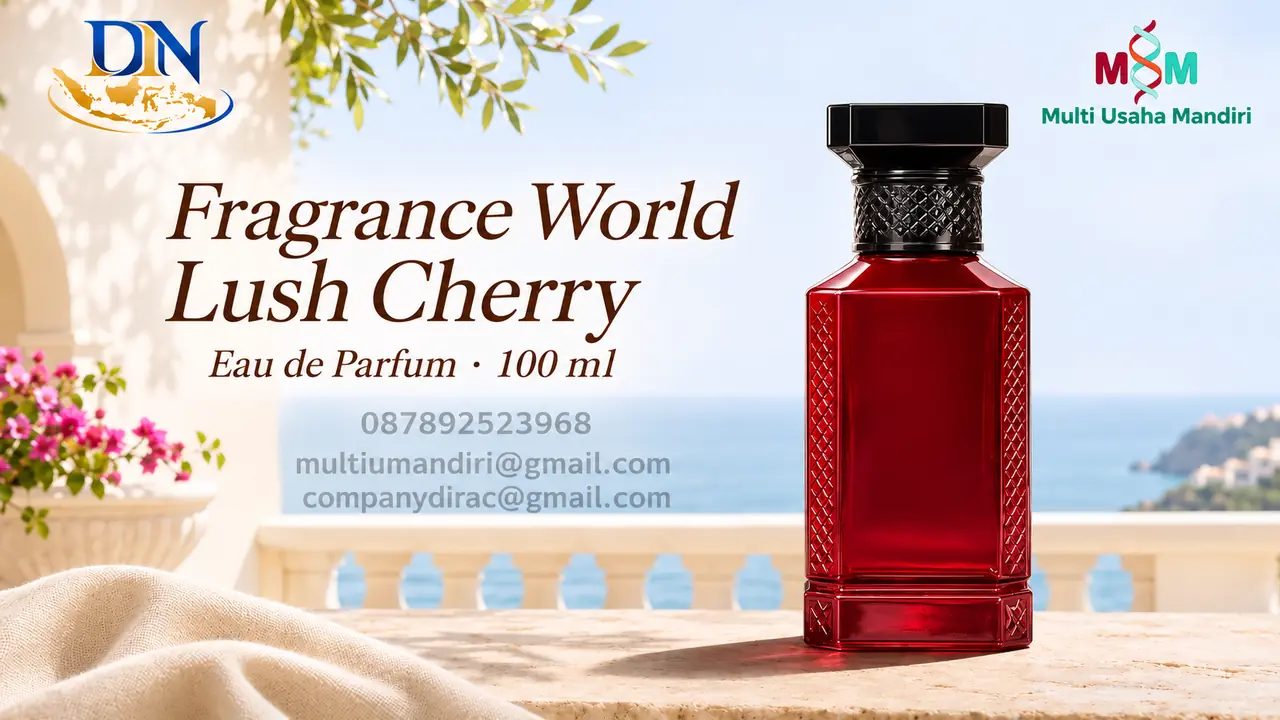 DN
MM
Multi Usaha Mandiri
Fragrance World
Lush Cherry
Eau de Parfum · 100 ml
087892523968
multiumandiri@gmail.com
companydirac@gmail.com